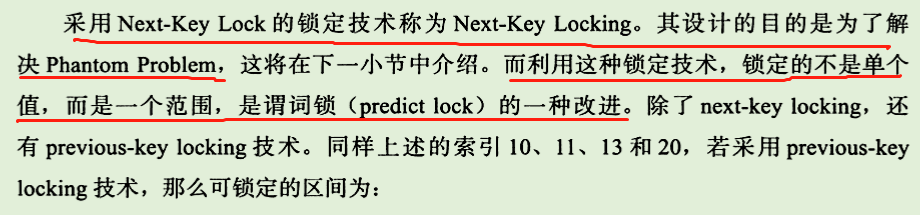 采用 Next-Key Lock 的锁定技术称为 Next-Key Locking。其设计的目的是为了解
决 Phantom Problem，这将在下一小节中介绍。而利用这种锁定技术，锁定的不是单个
值，而是一个范围，是谓词锁（predict lock）的一种改进。除了 next-key locking，还
有 previous-key locking 技术。同样上述的索引 10、11、13 和 20，若采用 previous-key
locking 技术，那么可锁定的区间为：